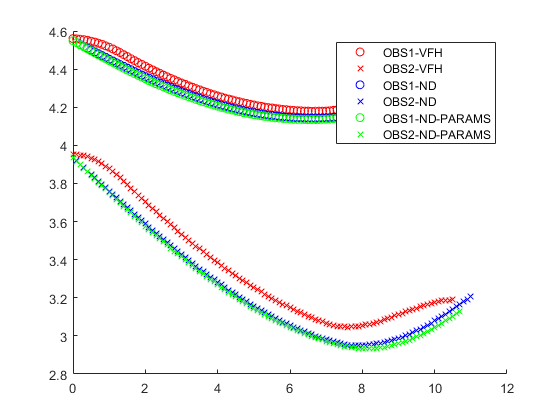 4.6
4.4
4.2
4
3.8
3.6
3.4
3.2
3
2.8
0 2 4 6 8 10 12
OBS1-VFH
OBS2-VFH
OBS1-ND
OBS2-ND
OBS1-ND-PARAMS
OBS2-ND-PARAMS